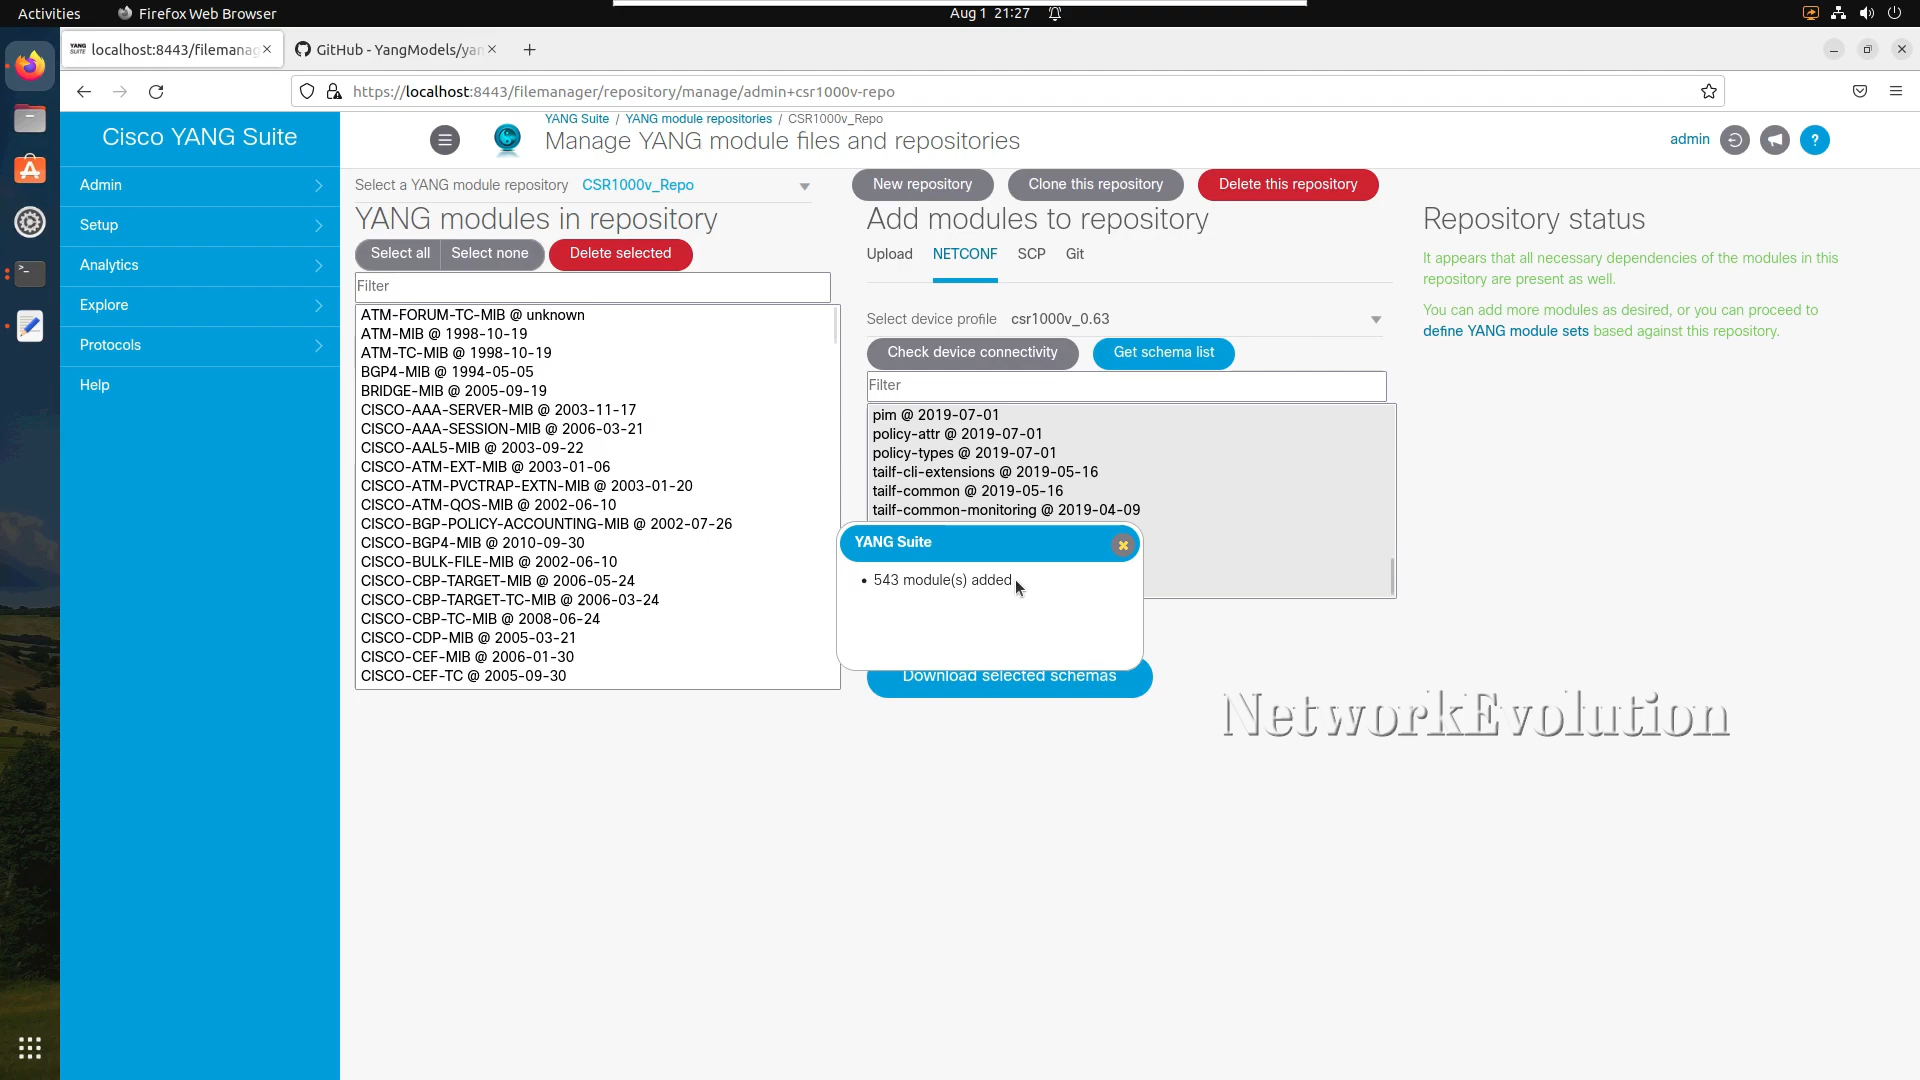 Activities
Firefox Web Browser
Aug 1 21:27
localhost:8443/filemanag
GitHub - YangModels/yan
https://localhost:8443/filemanager/repository/manage/admin+csr1000v-repo
Cisco YANG Suite
Admin
Setup
Analytics
Explore
Protocols
Help
YANG Suite / YANG module repositories / CSR1000v_Repo
Manage YANG module files and repositories
admin
Select a YANG module repository CSR1000v_Repo
New repository
Clone this repository
Delete this repository
YANG modules in repository
Select all
Select none
Delete selected
Filter
ATM-FORUM-TC-MIB @ unknown
ATM-MIB @ 1998-10-19
ATM-TC-MIB @ 1998-10-19
BGP4-MIB @ 1994-05-05
BRIDGE-MIB @ 2005-09-19
CISCO-AAA-SERVER-MIB @ 2003-11-17
CISCO-AAA-SESSION-MIB @ 2006-03-21
CISCO-AAL5-MIB @ 2003-09-22
CISCO-ATM-EXT-MIB @ 2003-01-06
CISCO-ATM-PVCTRAP-EXTN-MIB @ 2003-01-20
CISCO-ATM-QOS-MIB @ 2002-06-10
CISCO-BGP-POLICY-ACCOUNTING-MIB @ 2002-07-26
CISCO-BGP4-MIB @ 2010-09-30
CISCO-BULK-FILE-MIB @ 2002-06-10
CISCO-CBP-TARGET-MIB @ 2006-05-24
CISCO-CBP-TARGET-TC-MIB @ 2006-03-24
CISCO-CBP-TC-MIB @ 2008-06-24
CISCO-CDP-MIB @ 2005-03-21
CISCO-CEF-MIB @ 2006-01-30
CISCO-CEF-TC @ 2005-09-30
Add modules to repository
Upload
NETCONF
SCP
Git
Select device profile csr1000v_0.63
Check device connectivity
Get schema list
Filter
pim @ 2019-07-01
policy-attr @ 2019-07-01
policy-types @ 2019-07-01
tailf-cli-extensions @ 2019-05-16
tailf-common @ 2019-05-16
tailf-common-monitoring @ 2019-04-09
YANG Suite
• 543 module(s) added
Download selected schemas
Repository status
It appears that all necessary dependencies of the modules in this
repository are present as well.
You can add more modules as desired, or you can proceed to
define YANG module sets based against this repository.
NetworkEvolution